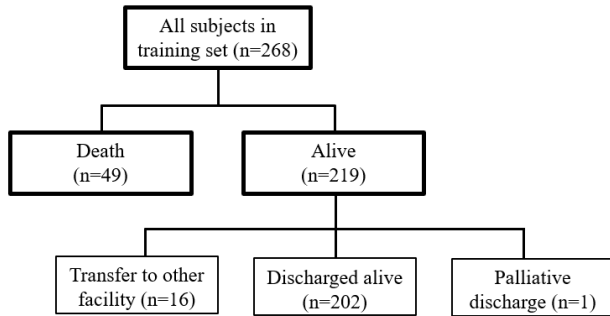 All subjects in
training set (n=268)
Death
(n=49)
Alive
(n=219)
Transfer to other
facility (n=16)
Discharged alive
(n=202)
Palliative
discharge (n=1)